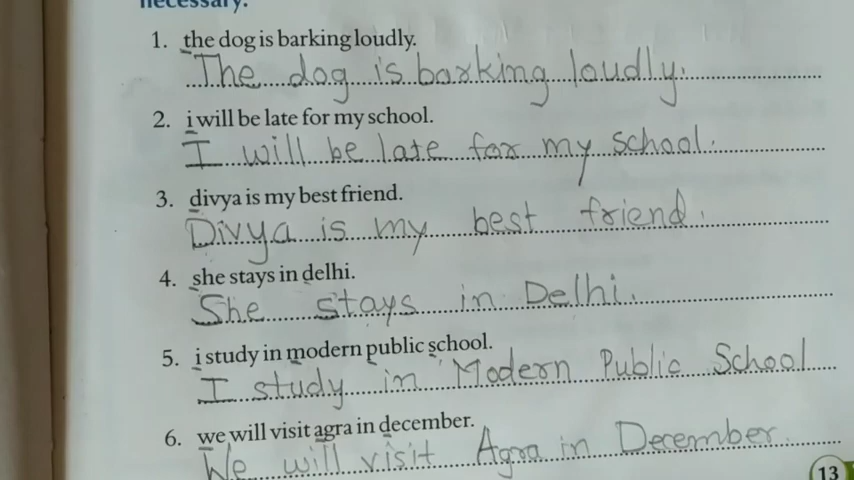 necessary.
1. the dog is barking loudly.
The dog is barking loudly.
2. i will be late for my school.
I will be late for my school.
3. divya is my best friend.
Divya is my best friend.
4. she stays in delhi.
She stays in Delhi.
5. i study in modern public school.
I study in Modern Public School
6. we will visit agra in december.
We will visit Agra in December.
13